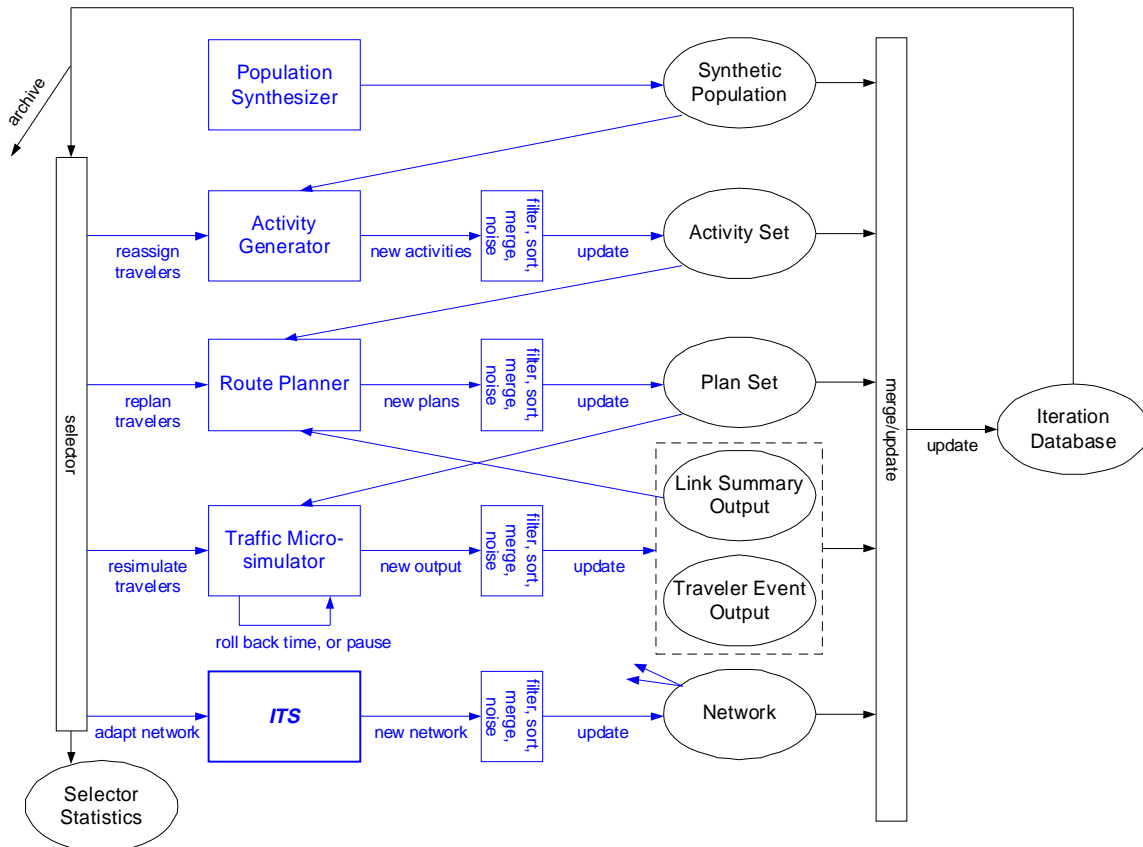 archive
Population
Synthesizer
Synthetic
Population
Activity
Generator
filter, sort,
merge,
noise
Activity Set
reassign
travelers
new activities
update
Route Planner
filter, sort,
merge,
noise
Plan Set
replan
travelers
new plans
update
selector
merge/update
Iteration
Database
update
Link Summary
Output
Traffic Micro-
simulator
filter, sort,
merge,
noise
resimulate
travelers
new output
update
Traveler Event
Output
roll back time, or pause
ITS
filter, sort,
merge,
noise
Network
adapt network
new network
update
Selector
Statistics